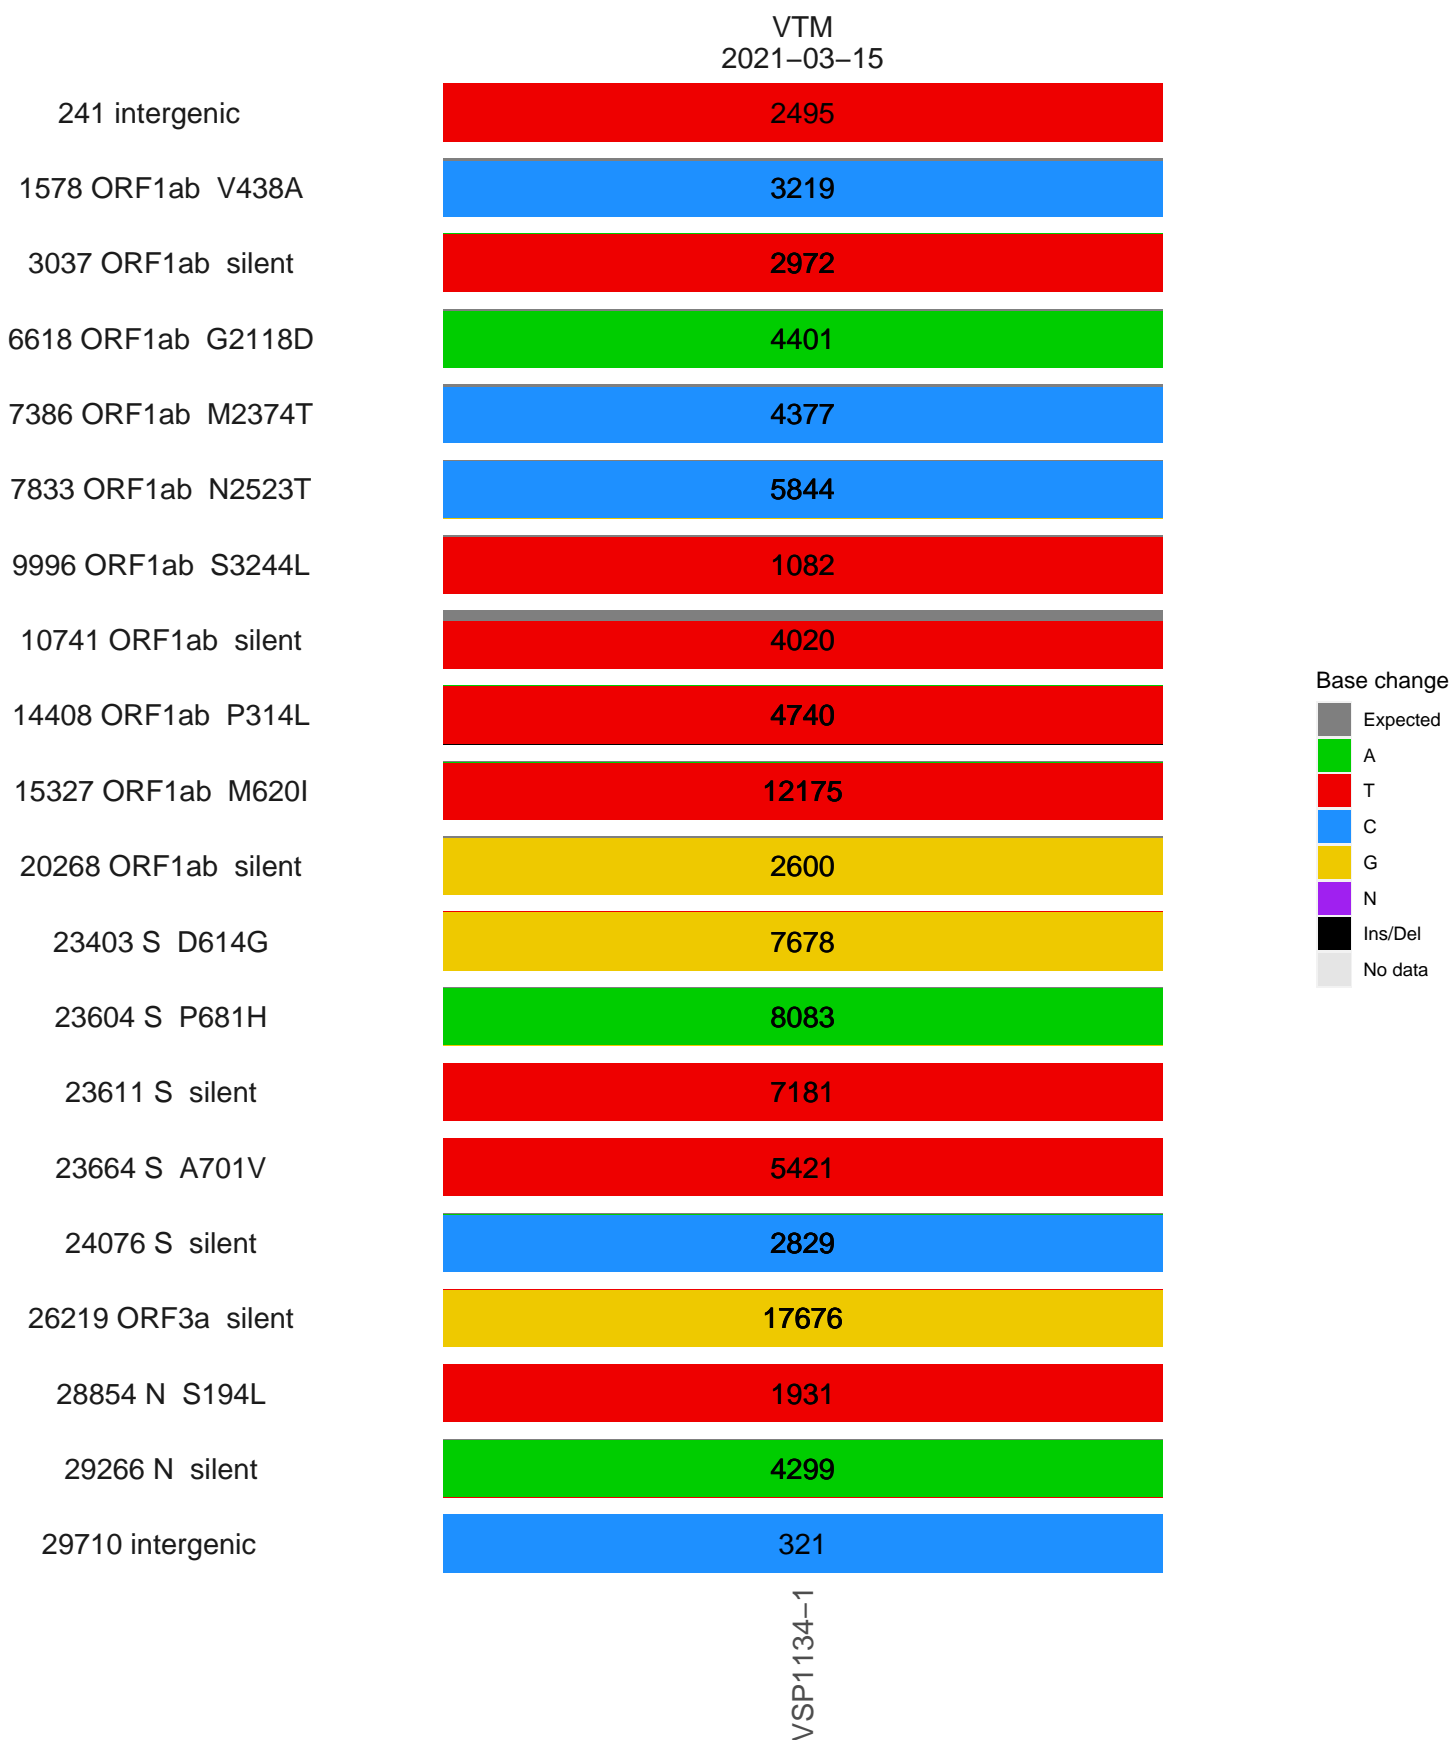 VTM
2021−03−15
241 intergenic 2495
1578 ORF1ab V438A 3219
3037 ORF1ab silent 2972
6618 ORF1ab G2118D 4401
7386 ORF1ab M2374T 4377
7833 ORF1ab N2523T 5844
9996 ORF1ab S3244L 1082
10741 ORF1ab silent 4020
14408 ORF1ab P314L 4740
15327 ORF1ab M620I 12175
20268 ORF1ab silent 2600
23403 S D614G 7678
23604 S P681H 8083
23611 S silent 7181
23664 S A701V 5421
24076 S silent 2829
26219 ORF3a silent 17676
28854 N S194L 1931
29266 N silent 4299
29710 intergenic 321
VSP1134−1
Base change
Expected
A
T
C
G
N
Ins/Del
No data